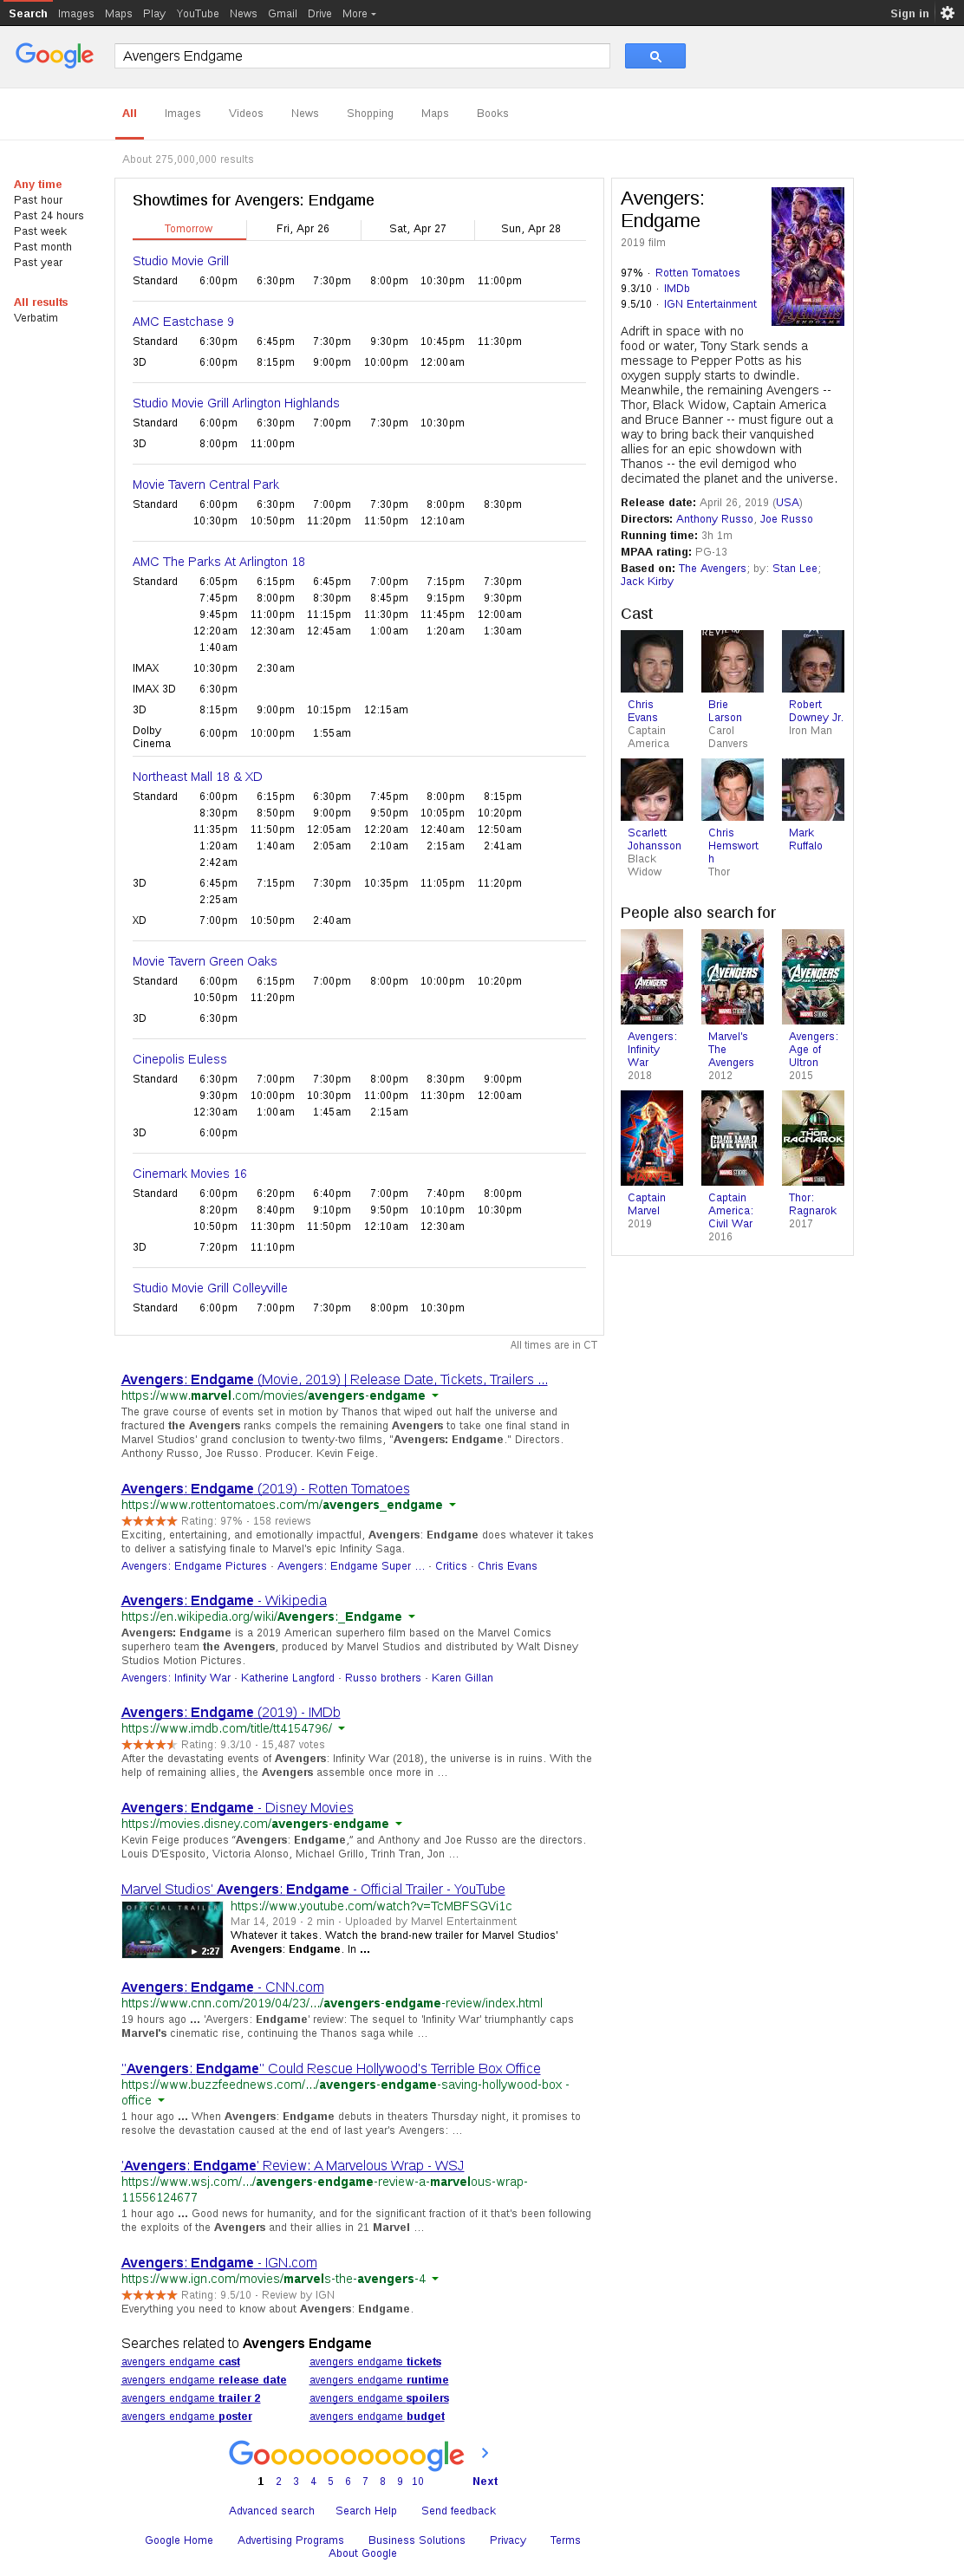 Search Images Maps Play YouTube News Gmail Drive More Sign in
Google Avengers Endgame
All Images Videos News Shopping Maps Books
About 275,000,000 results
Any time
Past hour
Past 24 hours
Past week
Past month
Past year
All results
Verbatim
Showtimes for Avengers: Endgame
Tomorrow Fri, Apr 26 Sat, Apr 27 Sun, Apr 28
Studio Movie Grill
Standard 6:00pm 6:30pm 7:30pm 8:00pm 10:30pm 11:00pm
AMC Eastchase 9
Standard 6:30pm 6:45pm 7:30pm 9:30pm 10:45pm 11:30pm
3D 6:00pm 8:15pm 9:00pm 10:00pm 12:00am
Studio Movie Grill Arlington Highlands
Standard 6:00pm 6:30pm 7:00pm 7:30pm 10:30pm
3D 8:00pm 11:00pm
Movie Tavern Central Park
Standard 6:00pm 6:30pm 7:00pm 7:30pm 8:00pm 8:30pm
10:30pm 10:50pm 11:20pm 11:50pm 12:10am
AMC The Parks At Arlington 18
Standard 6:05pm 6:15pm 6:45pm 7:00pm 7:15pm 7:30pm
7:45pm 8:00pm 8:30pm 8:45pm 9:15pm 9:30pm
9:45pm 11:00pm 11:15pm 11:30pm 11:45pm 12:00am
12:20am 12:30am 12:45am 1:00am 1:20am 1:30am
1:40am
IMAX 10:30pm 2:30am
IMAX 3D 6:30pm
3D 8:15pm 9:00pm 10:15pm 12:15am
Dolby Cinema 6:00pm 10:00pm 1:55am
Northeast Mall 18 & XD
Standard 6:00pm 6:15pm 6:30pm 7:45pm 8:00pm 8:15pm
8:30pm 8:50pm 9:00pm 9:50pm 10:05pm 10:20pm
11:35pm 11:50pm 12:05am 12:20am 12:40am 12:50am
1:20am 1:40am 2:05am 2:10am 2:15am 2:41am
2:42am
3D 6:45pm 7:15pm 7:30pm 10:35pm 11:05pm 11:20pm
2:25am
XD 7:00pm 10:50pm 2:40am
Movie Tavern Green Oaks
Standard 6:00pm 6:15pm 7:00pm 8:00pm 10:00pm 10:20pm
10:50pm 11:20pm
3D 6:30pm
Cinepolis Euless
Standard 6:30pm 7:00pm 7:30pm 8:00pm 8:30pm 9:00pm
9:30pm 10:00pm 10:30pm 11:00pm 11:30pm 12:00am
12:30am 1:00am 1:45am 2:15am
3D 6:00pm
Cinemark Movies 16
Standard 6:00pm 6:20pm 6:40pm 7:00pm 7:40pm 8:00pm
8:20pm 8:40pm 9:10pm 9:50pm 10:10pm 10:30pm
10:50pm 11:30pm 11:50pm 12:10am 12:30am
3D 7:20pm 11:10pm
Studio Movie Grill Colleyville
Standard 6:00pm 7:00pm 7:30pm 8:00pm 10:30pm
All times are in CT
Avengers:
Endgame
2019 film
97% · Rotten Tomatoes
9.3/10 · IMDb
9.5/10 · IGN Entertainment
AVENGERS
ENDGAME
Adrift in space with no
food or water, Tony Stark sends a
message to Pepper Potts as his
oxygen supply starts to dwindle.
Meanwhile, the remaining Avengers --
Thor, Black Widow, Captain America
and Bruce Banner -- must figure out a
way to bring back their vanquished
allies for an epic showdown with
Thanos -- the evil demigod who
decimated the planet and the universe.
Release date: April 26, 2019 (USA)
Directors: Anthony Russo, Joe Russo
Running time: 3h 1m
MPAA rating: PG-13
Based on: The Avengers; by: Stan Lee;
Jack Kirby
Cast
Chris Evans Captain America
Brie Larson Carol Danvers
Robert Downey Jr. Iron Man
Scarlett Johansson Black Widow
Chris Hemsworth Thor
Mark Ruffalo
People also search for
AVENGERS
AVENGERS
AVENGERS
Avengers: Infinity War 2018
Marvel's The Avengers 2012
Avengers: Age of Ultron 2015
MARVEL
CIVIL WAR
THOR RAGNAROK
Captain Marvel 2019
Captain America: Civil War 2016
Thor: Ragnarok 2017
Avengers: Endgame (Movie, 2019) | Release Date, Tickets, Trailers ...
https://www.marvel.com/movies/avengers-endgame
The grave course of events set in motion by Thanos that wiped out half the universe and
fractured the Avengers ranks compels the remaining Avengers to take one final stand in
Marvel Studios' grand conclusion to twenty-two films, "Avengers: Endgame." Directors.
Anthony Russo, Joe Russo. Producer. Kevin Feige.
Avengers: Endgame (2019) - Rotten Tomatoes
https://www.rottentomatoes.com/m/avengers_endgame
Rating: 97% - 158 reviews
Exciting, entertaining, and emotionally impactful, Avengers: Endgame does whatever it takes
to deliver a satisfying finale to Marvel's epic Infinity Saga.
Avengers: Endgame Pictures - Avengers: Endgame Super ... - Critics - Chris Evans
Avengers: Endgame - Wikipedia
https://en.wikipedia.org/wiki/Avengers:_Endgame
Avengers: Endgame is a 2019 American superhero film based on the Marvel Comics
superhero team the Avengers, produced by Marvel Studios and distributed by Walt Disney
Studios Motion Pictures.
Avengers: Infinity War - Katherine Langford - Russo brothers - Karen Gillan
Avengers: Endgame (2019) - IMDb
https://www.imdb.com/title/tt4154796/
Rating: 9.3/10 - 15,487 votes
After the devastating events of Avengers: Infinity War (2018), the universe is in ruins. With the
help of remaining allies, the Avengers assemble once more in ...
Avengers: Endgame - Disney Movies
https://movies.disney.com/avengers-endgame
Kevin Feige produces “Avengers: Endgame,” and Anthony and Joe Russo are the directors.
Louis D'Esposito, Victoria Alonso, Michael Grillo, Trinh Tran, Jon ...
Marvel Studios' Avengers: Endgame - Official Trailer - YouTube
OFFICIAL TRAILER
2:27
https://www.youtube.com/watch?v=TcMBFSGVi1c
Mar 14, 2019 - 2 min - Uploaded by Marvel Entertainment
Whatever it takes. Watch the brand-new trailer for Marvel Studios'
Avengers: Endgame. In ...
Avengers: Endgame - CNN.com
https://www.cnn.com/2019/04/23/.../avengers-endgame-review/index.html
19 hours ago ... 'Avergers: Endgame' review: The sequel to 'Infinity War' triumphantly caps
Marvel's cinematic rise, continuing the Thanos saga while ...
"Avengers: Endgame" Could Rescue Hollywood's Terrible Box Office
https://www.buzzfeednews.com/.../avengers-endgame-saving-hollywood-box -
office
1 hour ago ... When Avengers: Endgame debuts in theaters Thursday night, it promises to
resolve the devastation caused at the end of last year's Avengers: ...
'Avengers: Endgame' Review: A Marvelous Wrap - WSJ
https://www.wsj.com/.../avengers-endgame-review-a-marvelous-wrap-
11556124677
1 hour ago ... Good news for humanity, and for the significant fraction of it that's been following
the exploits of the Avengers and their allies in 21 Marvel ...
Avengers: Endgame - IGN.com
https://www.ign.com/movies/marvels-the-avengers-4
Rating: 9.5/10 - Review by IGN
Everything you need to know about Avengers: Endgame.
Searches related to Avengers Endgame
avengers endgame cast avengers endgame tickets
avengers endgame release date avengers endgame runtime
avengers endgame trailer 2 avengers endgame spoilers
avengers endgame poster avengers endgame budget
Goooooooooogle
1 2 3 4 5 6 7 8 9 10 Next
Advanced search Search Help Send feedback
Google Home Advertising Programs Business Solutions Privacy Terms
About Google